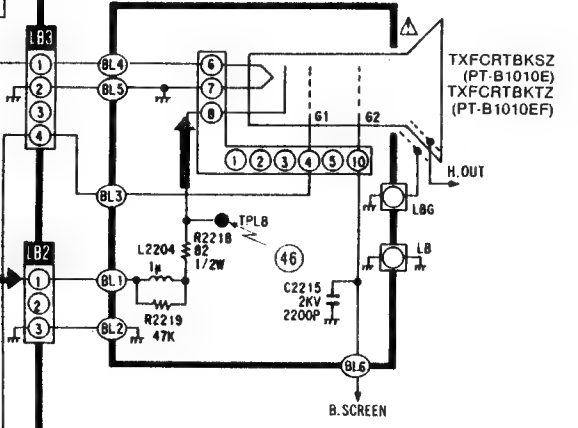 LB3
1
2
3
4
BL4
BL5
BL3
6
7
8
G1
G2
1 2 3 4 5 10
TXFCRTBKSZ
(PT-B1010E)
TXFCRTBKTZ
(PT-B1010EF)
H.OUT
LBG
LB
TPLB
R2218
82
1/2W
46
L2204
1μ
R2219
47K
LB2
1
2
3
BL1
BL2
C2215
2KV
2200P
BL6
B.SCREEN